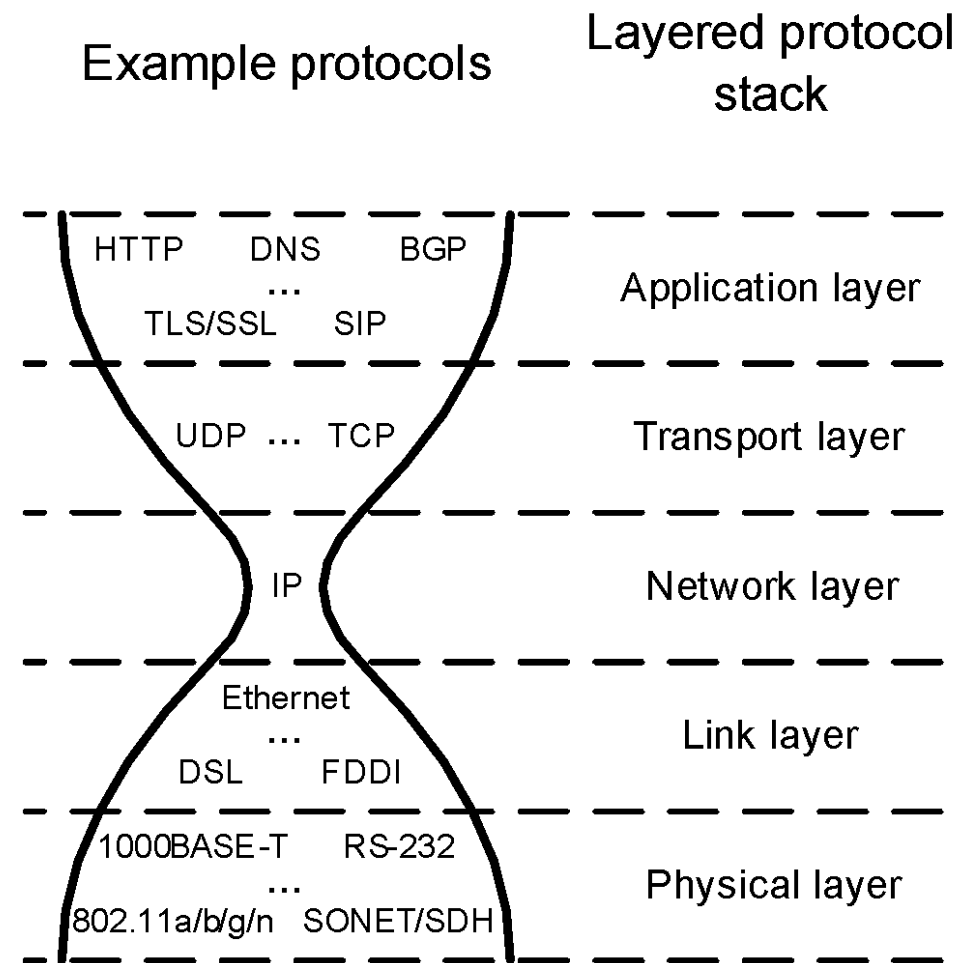 Example protocols
Layered protocol
stack
HTTP DNS BGP
...
TLS/SSL SIP
Application layer
UDP ... TCP
Transport layer
IP
Network layer
Ethernet
...
DSL FDDI
Link layer
1000BASE-T RS-232
...
802.11a/b/g/n SONET/SDH
Physical layer